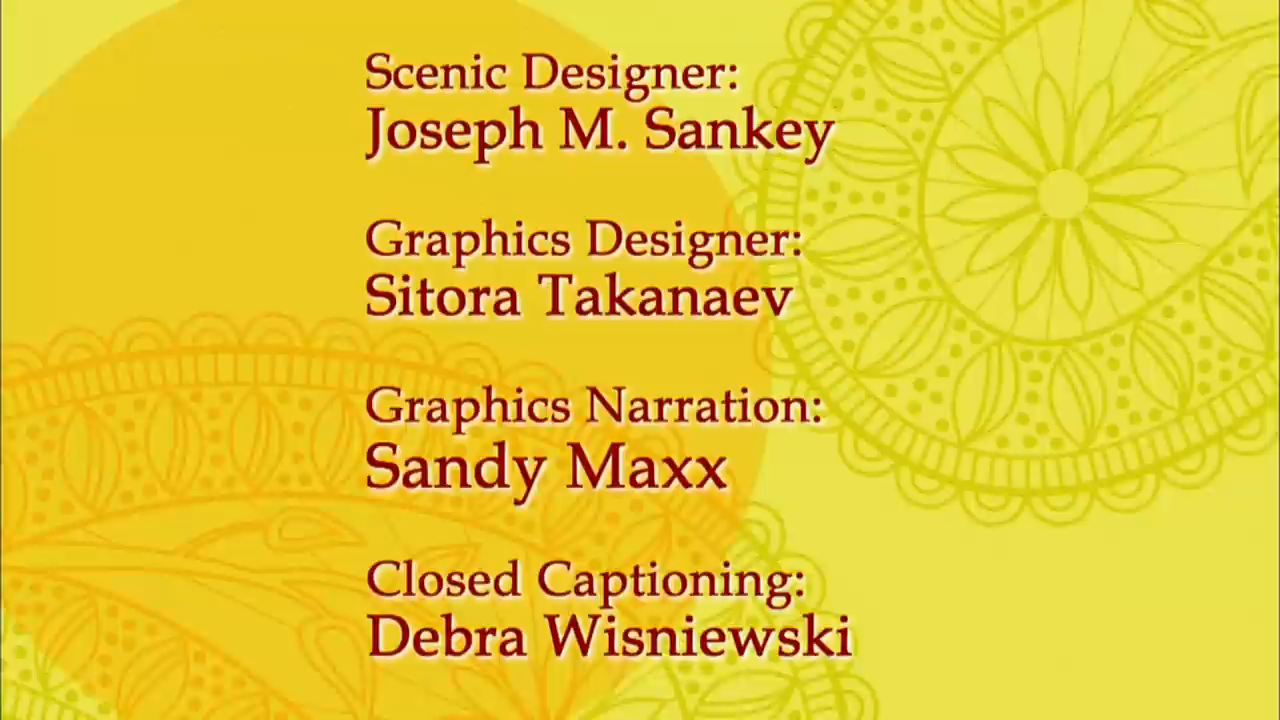 Scenic Designer:
Joseph M. Sankey
Graphics Designer:
Sitora Takanaev
Graphics Narration:
Sandy Maxx
Closed Captioning:
Debra Wisniewski